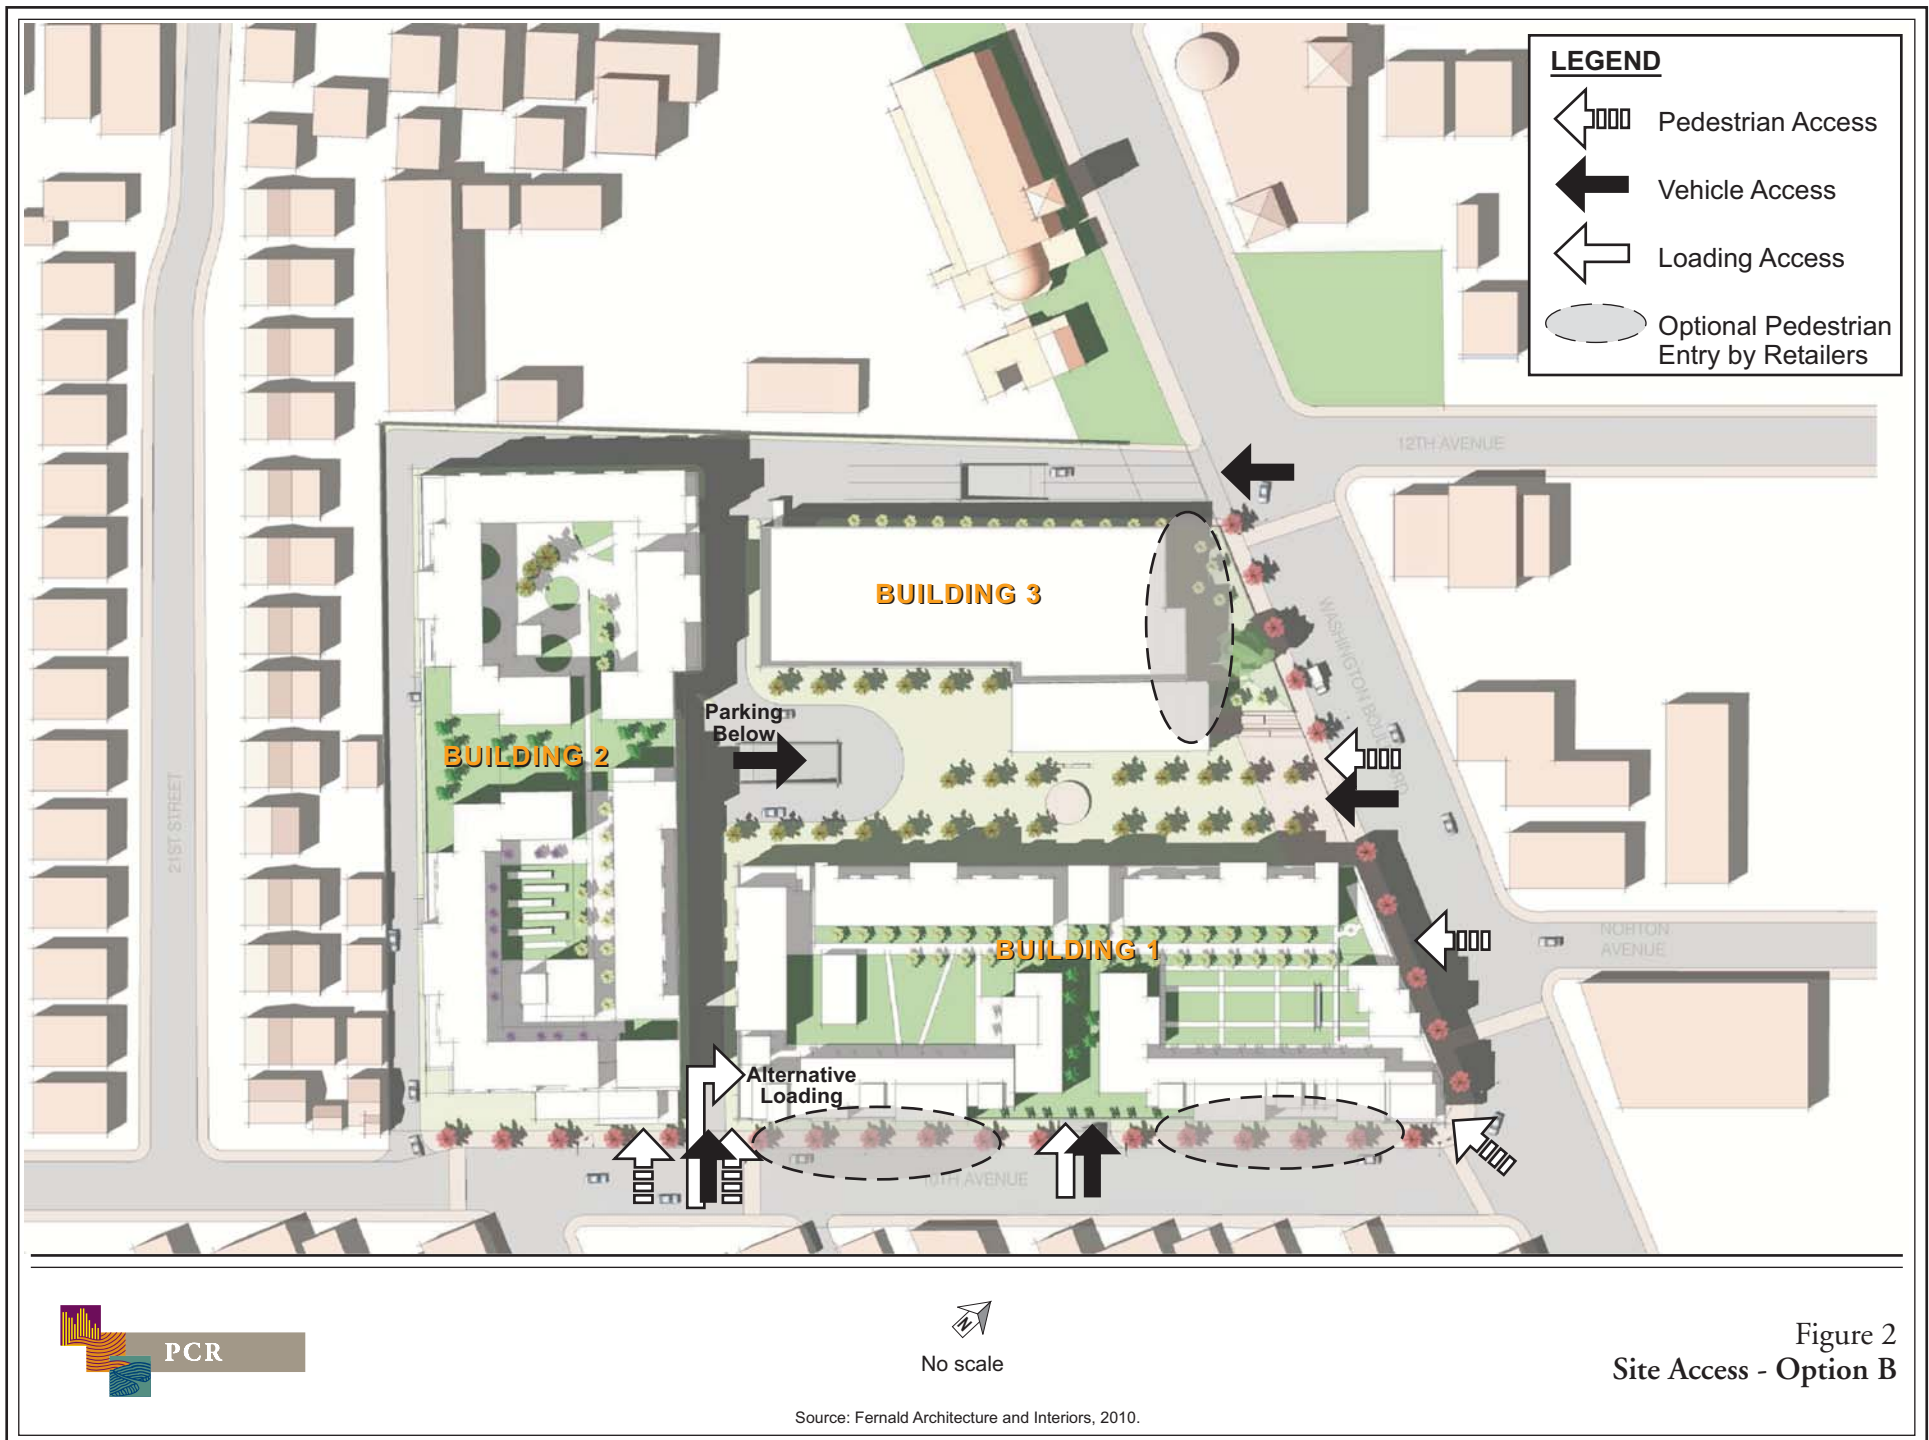 LEGEND
Pedestrian Access
Vehicle Access
Loading Access
Optional Pedestrian
Entry by Retailers
12TH AVENUE
BUILDING 3
WASHINGTON BOULEVARD
Parking
Below
BUILDING 2
21ST STREET
NORTON
AVENUE
BUILDING 1
Alternative
Loading
10TH AVENUE
PCR
N
No scale
Figure 2
Site Access - Option B
Source: Fernald Architecture and Interiors, 2010.